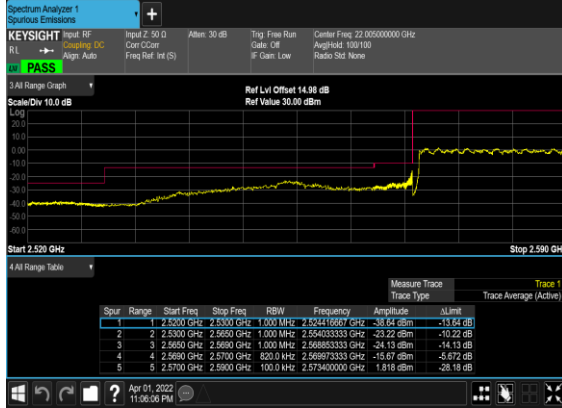 Spectrum Analyzer 1
Spurious Emissions
+
KEYSIGHT Input: RF Input Z: 50 Ω Atten: 30 dB Trig: Free Run Center Freq: 22.005000000 GHz
RL Coupling: DC Corr CCorr Gate: Off Avg|Hold: 100/100
Align: Auto Freq Ref: Int (S) IF Gain: Low Radio Std: None
PASS
3 All Range Graph
Ref Lvl Offset 14.98 dB
Scale/Div 10.0 dB Ref Value 30.00 dBm
Log
20.0
10.0
0.00
-10.0
-20.0
-30.0
-40.0
-50.0
-60.0
Start 2.520 GHz Stop 2.590 GH
4 All Range Table
Measure Trace Trace 1
Trace Type Trace Average (Active)
Spur Range Start Freq Stop Freq RBW Frequency Amplitude ΔLimit
1 1 2.5200 GHz 2.5300 GHz 1.000 MHz 2.524416667 GHz -38.64 dBm -13.64 dB
2 2 2.5300 GHz 2.5650 GHz 1.000 MHz 2.554033333 GHz -23.22 dBm -10.22 dB
3 3 2.5650 GHz 2.5690 GHz 1.000 MHz 2.568853333 GHz -24.13 dBm -14.13 dB
4 4 2.5690 GHz 2.5700 GHz 820.0 kHz 2.569973333 GHz -15.67 dBm -5.672 dB
5 5 2.5700 GHz 2.5900 GHz 100.0 kHz 2.573400000 GHz 1.818 dBm -28.18 dB
? Apr 01, 2022
11:06:06 PM